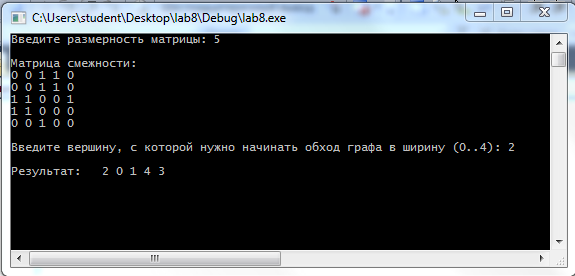 C:\Users\student\Desktop\lab8\Debug\lab8.exe
Введите размерность матрицы: 5
Матрица смежности:
0 0 1 1 0
0 0 1 1 0
1 1 0 0 1
1 1 0 0 0
0 0 1 0 0
Введите вершину, с которой нужно начинать обход графа в ширину (0..4): 2
Результат:   2 0 1 4 3